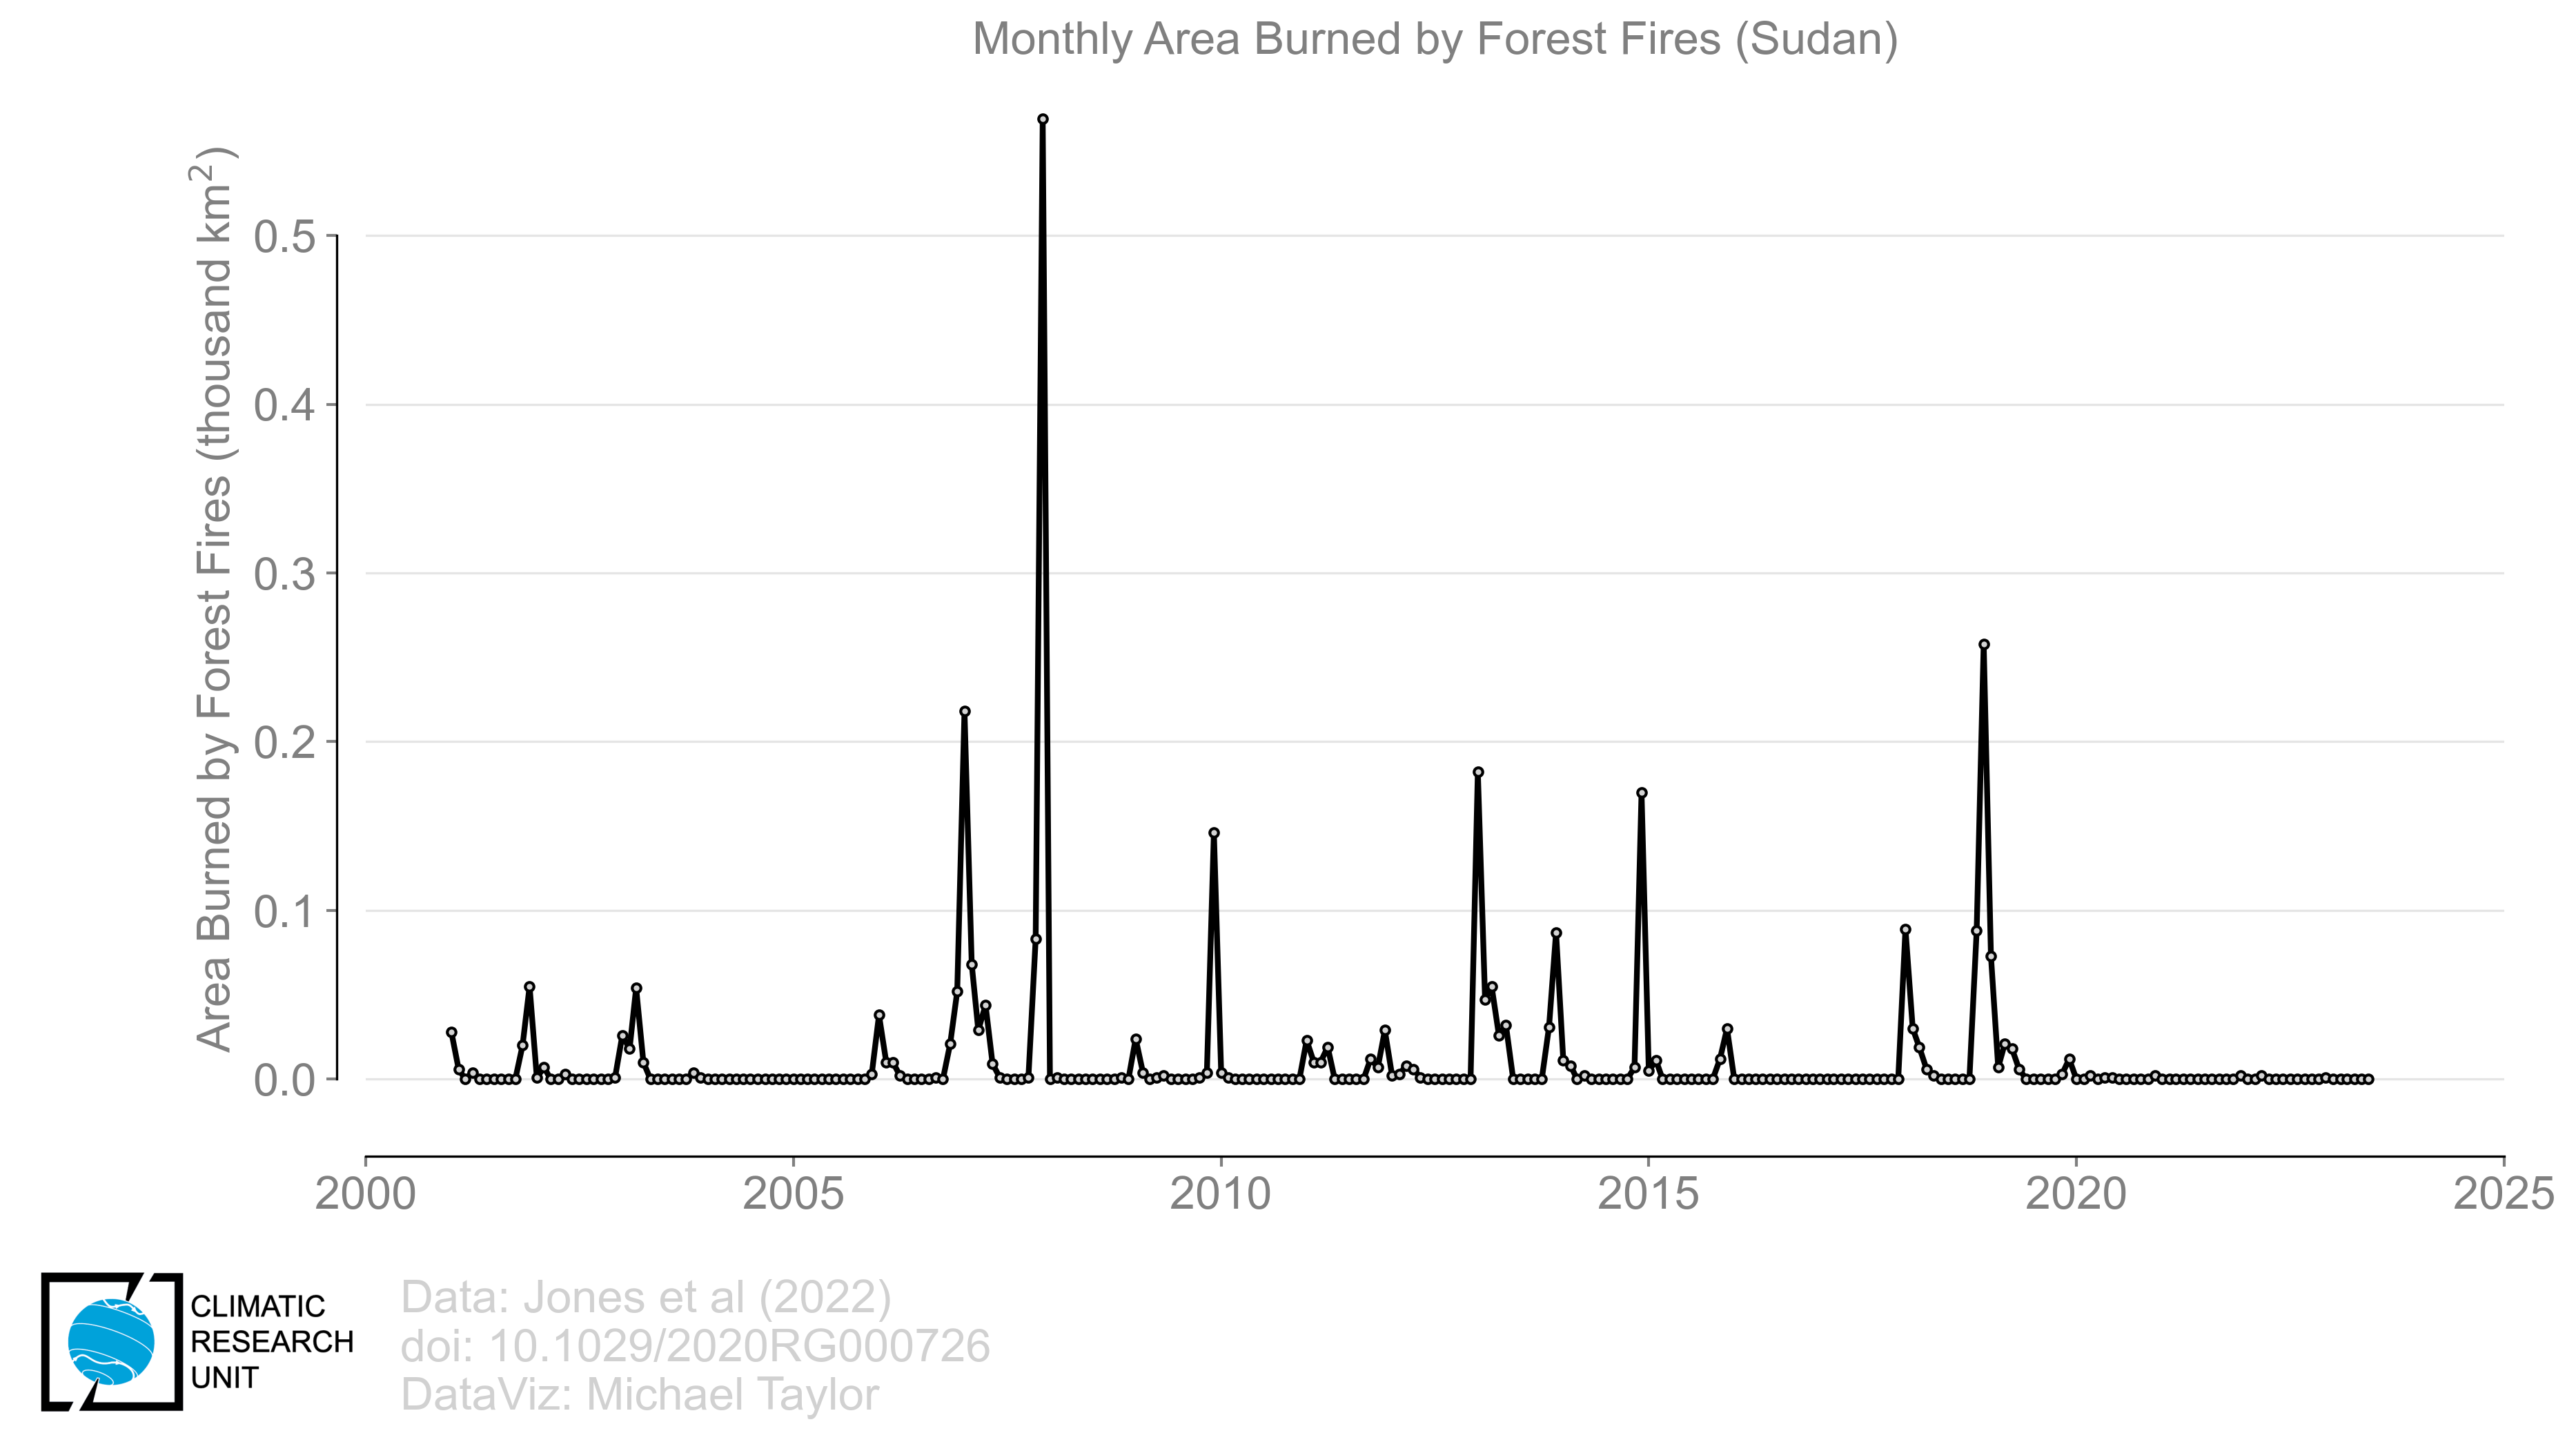 Monthly Area Burned by Forest Fires (Sudan)
Area Burned by Forest Fires (thousand km²)
0.5
0.4
0.3
0.2
0.1
0.0
2000 2005 2010 2015 2020 2025
CLIMATIC
RESEARCH
UNIT
Data: Jones et al (2022)
doi: 10.1029/2020RG000726
DataViz: Michael Taylor